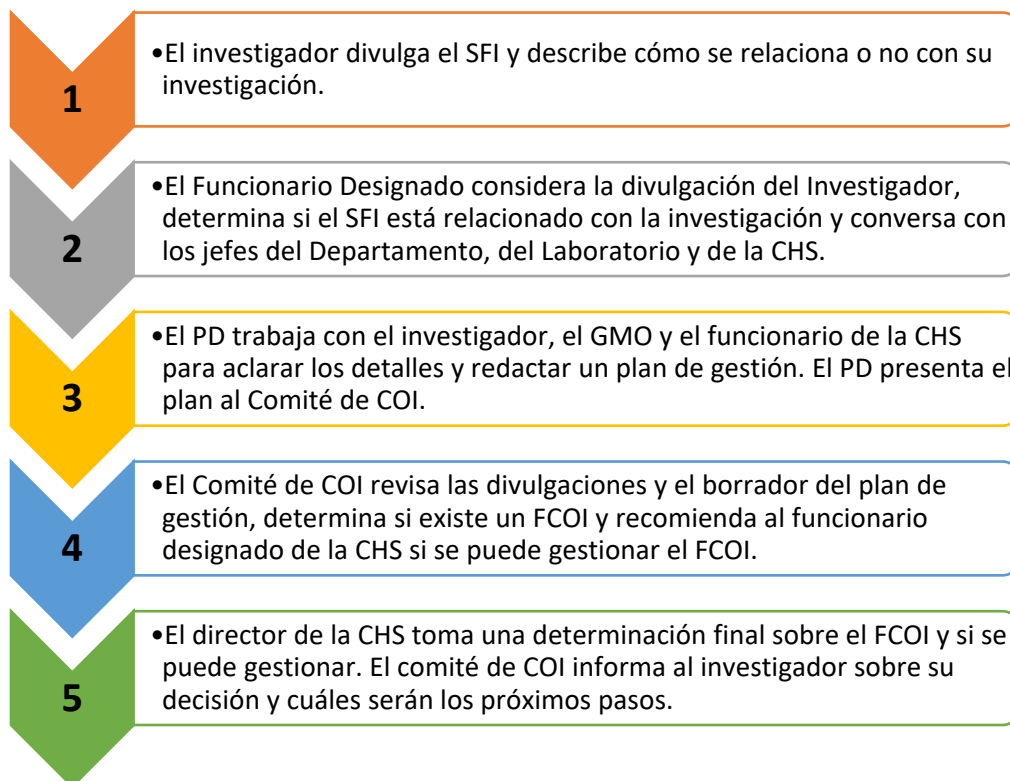 1
•El investigador divulga el SFI y describe cómo se relaciona o no con su
investigación.
2
•El Funcionario Designado considera la divulgación del Investigador,
determina si el SFI está relacionado con la investigación y conversa con
los jefes del Departamento, del Laboratorio y de la CHS.
3
•El PD trabaja con el investigador, el GMO y el funcionario de la CHS
para aclarar los detalles y redactar un plan de gestión. El PD presenta el
plan al Comité de COI.
4
•El Comité de COI revisa las divulgaciones y el borrador del plan de
gestión, determina si existe un FCOI y recomienda al funcionario
designado de la CHS si se puede gestionar el FCOI.
5
•El director de la CHS toma una determinación final sobre el FCOI y si se
puede gestionar. El comité de COI informa al investigador sobre su
decisión y cuáles serán los próximos pasos.